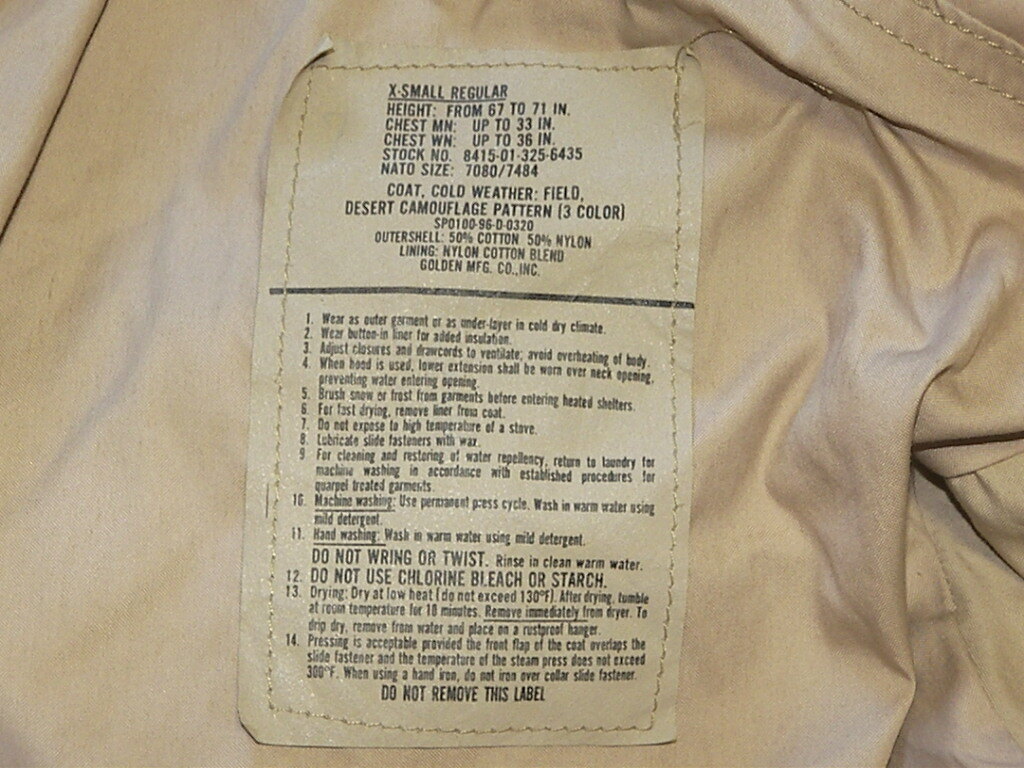 X-SMALL REGULAR
HEIGHT: FROM 67 TO 71 IN.
CHEST MN: UP TO 33 IN.
CHEST WN: UP TO 36 IN.
STOCK NO. 8415-01-325-6435
NATO SIZE: 7080/7484
COAT, COLD WEATHER: FIELD,
DESERT CAMOUFLAGE PATTERN (3 COLOR)
SPO100-96-D-0320
OUTERSHELL: 50% COTTON 50% NYLON
LINING: NYLON COTTON BLEND
GOLDEN MFG. CO.,INC.
1. Wear as outer garment or as under-layer in cold dry climate.
2. Wear button-in liner for added insulation.
3. Adjust closures and drawcords to ventilate; avoid overheating of body.
4. When hood is used, lower extension shall be worn over neck opening,
preventing water entering opening.
5. Brush snow or frost from garments before entering heated shelters.
6. For fast drying, remove liner from coat.
7. Do not expose to high temperature of a stove.
8. Lubricate slide fasteners with wax.
9. For cleaning and restoring of water repellency, return to laundry for
machine washing in accordance with established procedures for
quarpel treated garments.
10. Machine washing: Use permanent press cycle. Wash in warm water using
mild detergent.
11. Hand washing: Wash in warm water using mild detergent.
DO NOT WRING OR TWIST. Rinse in clean warm water.
12. DO NOT USE CHLORINE BLEACH OR STARCH.
13. Drying: Dry at low heat (do not exceed 130°F). After drying, tumble
at room temperature for 10 minutes. Remove immediately from dryer. To
drip dry, remove from water and place on a rustproof hanger.
14. Pressing is acceptable provided the front flap of the coat overlaps the
slide fastener and the temperature of the steam press does not exceed
300°F. When using a hand iron, do not iron over collar slide fastener.
DO NOT REMOVE THIS LABEL